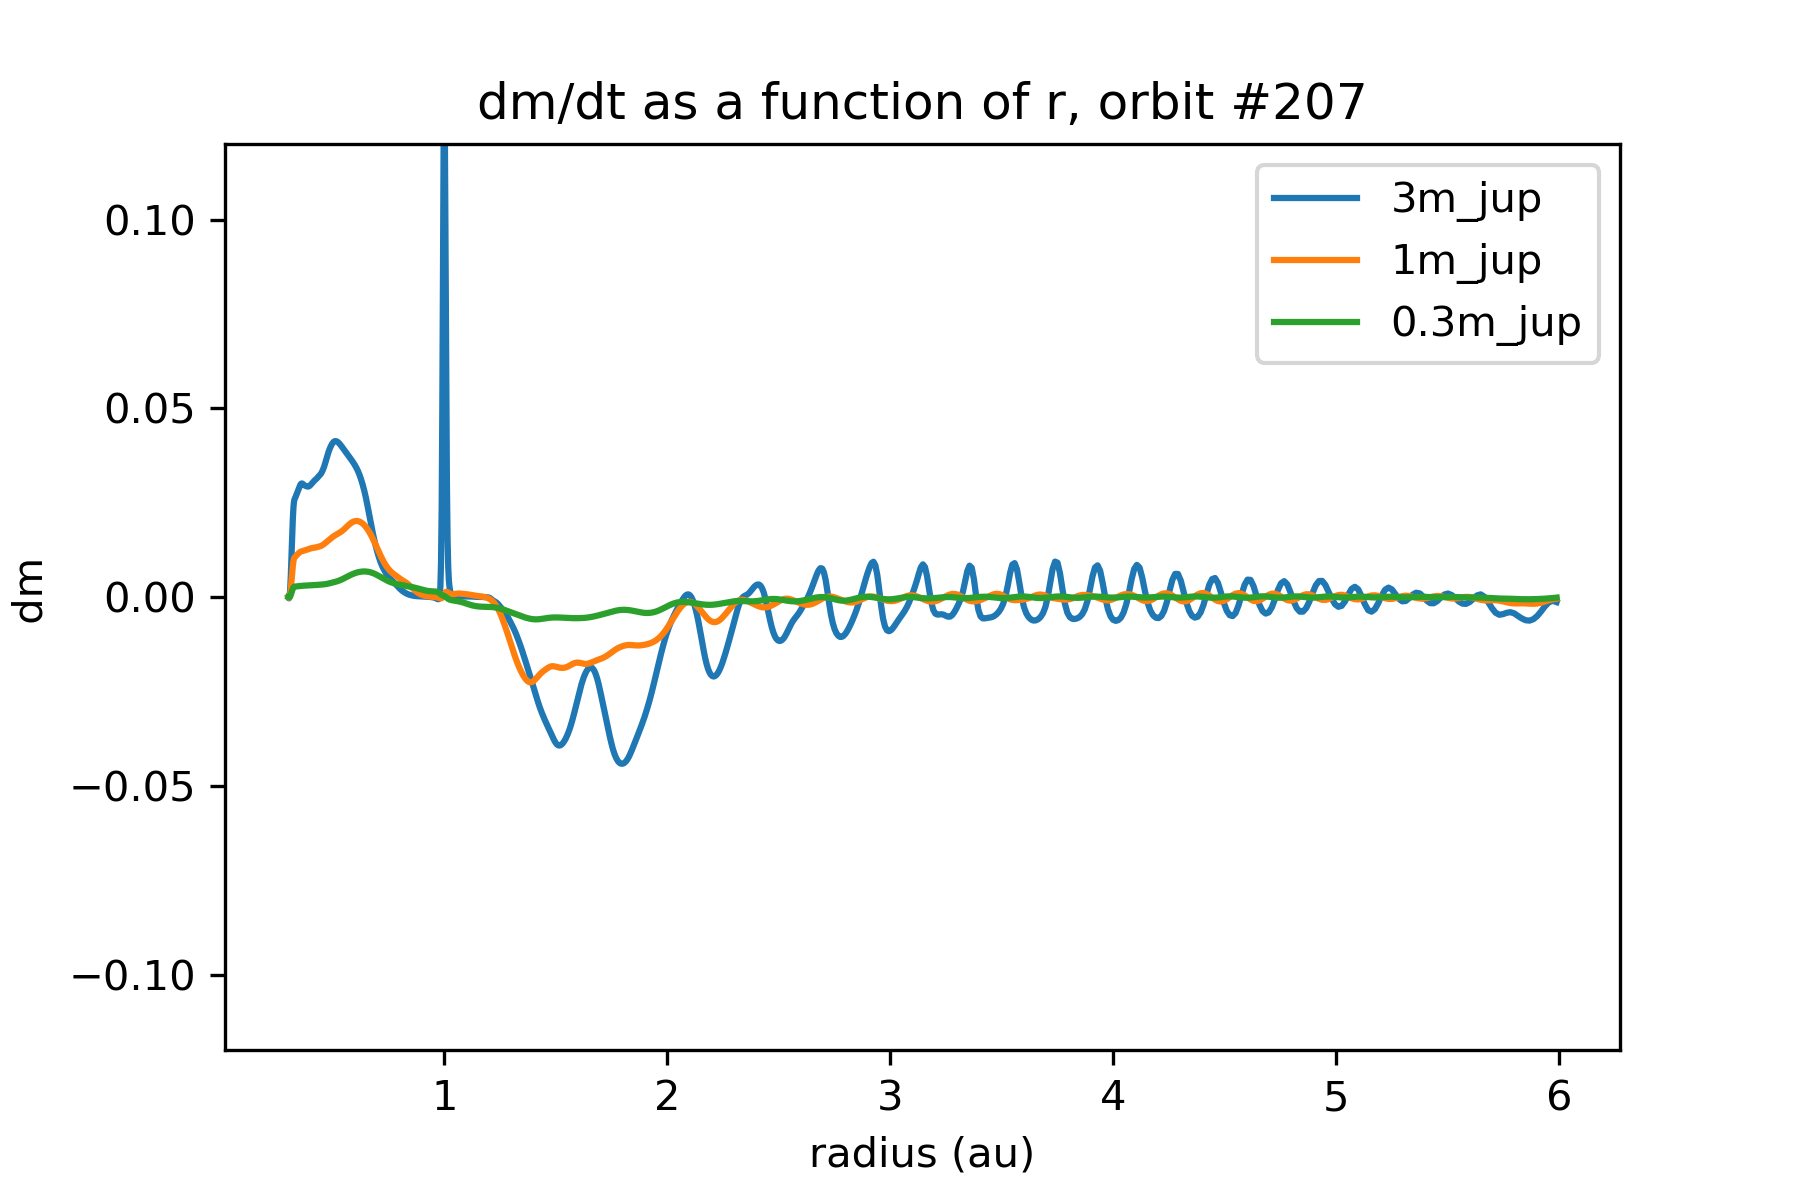 dm/dt as a function of r, orbit #207
3m_jup
1m_jup
0.3m_jup
0.10
0.05
0.00
−0.05
−0.10
dm
1 2 3 4 5 6
radius (au)